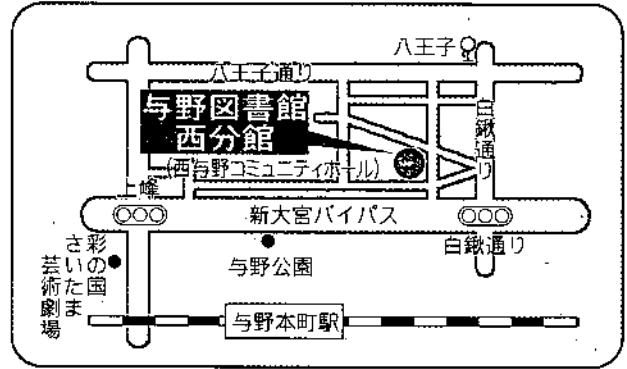 八王子
八王子通り
与野図書館
西分館
(西与野コミュニティホール)
白鍬通り
上峰
新大宮バイパス
白鍬通り
与野公園
彩の国
さいたま
芸術劇場
与野本町駅